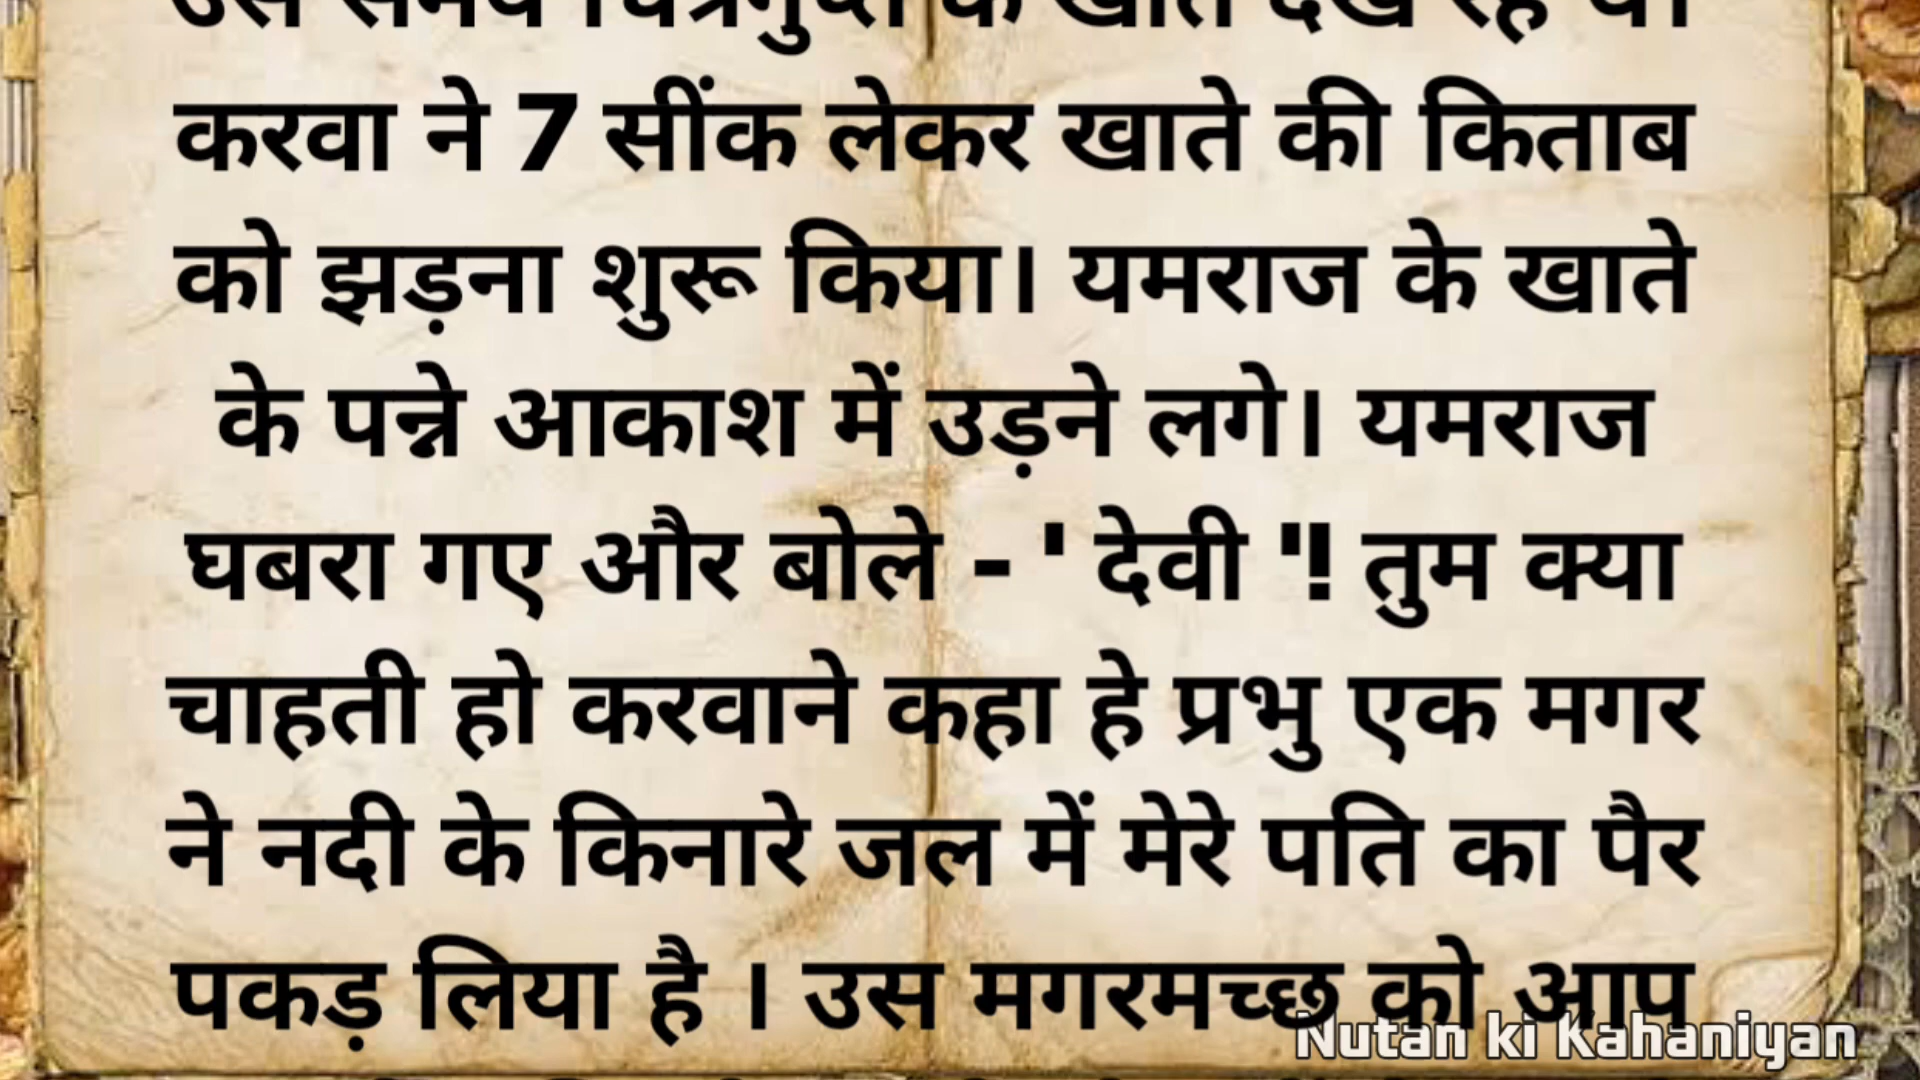 उस समय चित्रगुप्त के खाते देख रहे थे।
करवा ने 7 सींक लेकर खाते की किताब
को झड़ना शुरू किया। यमराज के खाते
के पन्ने आकाश में उड़ने लगे। यमराज
घबरा गए और बोले - ' देवी '! तुम क्या
चाहती हो करवाने कहा हे प्रभु एक मगर
ने नदी के किनारे जल में मेरे पति का पैर
पकड़ लिया है । उस मगरमच्छ को आप
Nutan ki Kahaniyan